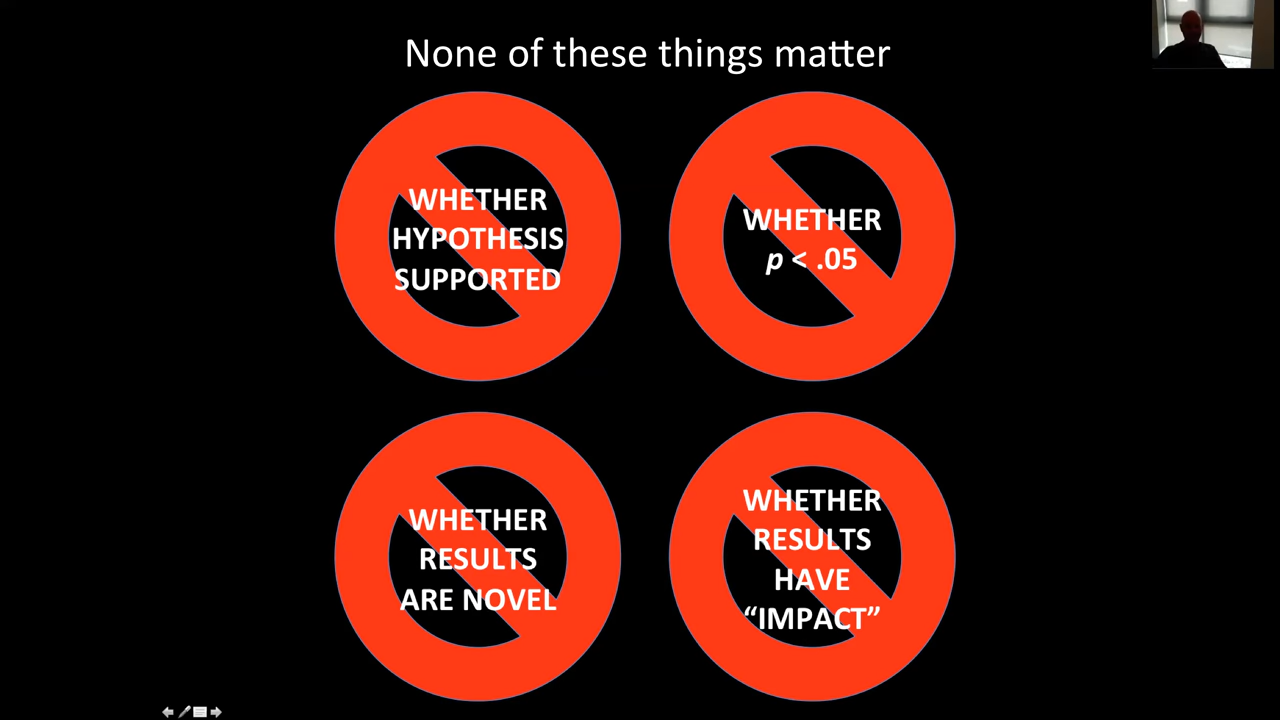 None of these things matter
WHETHER
HYPOTHESIS
SUPPORTED
WHETHER
p < .05
WHETHER
RESULTS
ARE NOVEL
WHETHER
RESULTS
HAVE
“IMPACT”